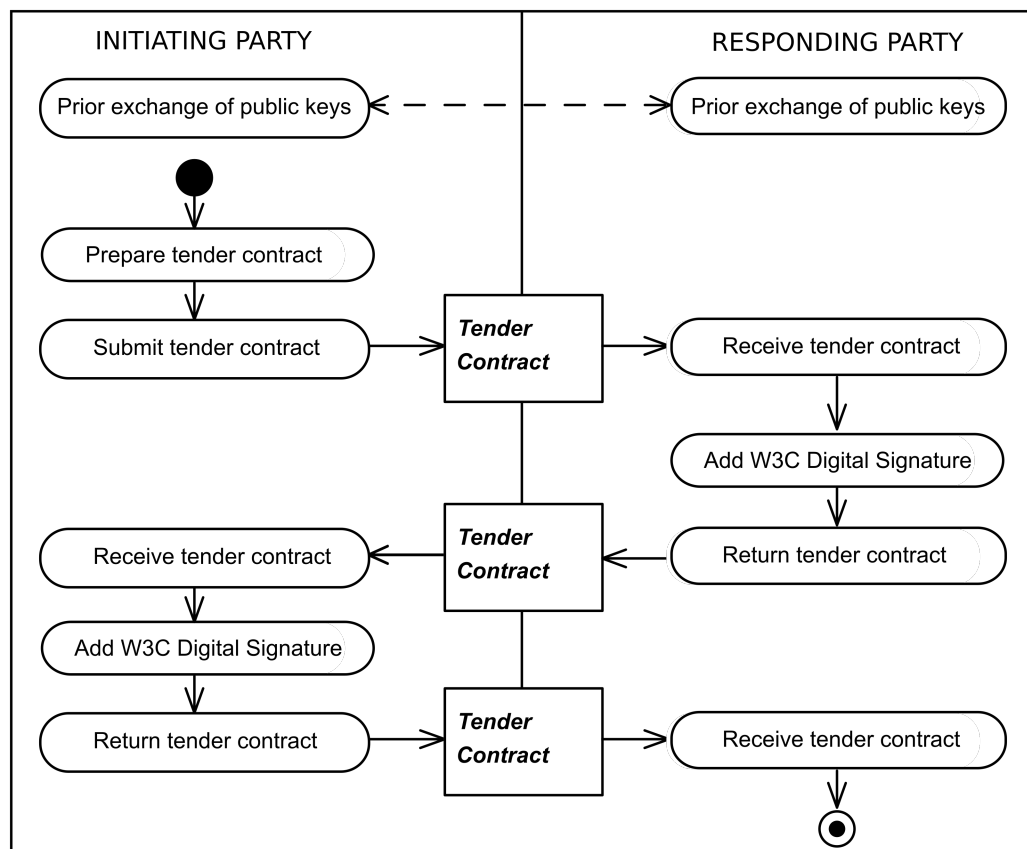 INITIATING PARTY
RESPONDING PARTY
Prior exchange of public keys
Prior exchange of public keys
Prepare tender contract
Submit tender contract
Tender
Contract
Receive tender contract
Add W3C Digital Signature
Return tender contract
Tender
Contract
Receive tender contract
Add W3C Digital Signature
Return tender contract
Tender
Contract
Receive tender contract